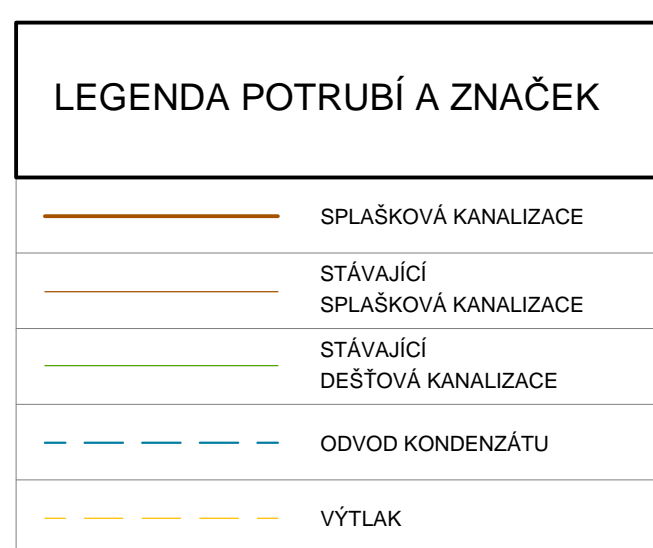 LEGENDA POTRUBÍ A ZNAČEK
SPLAŠKOVÁ KANALIZACE
STÁVAJÍCÍ
SPLAŠKOVÁ KANALIZACE
STÁVAJÍCÍ
DEŠŤOVÁ KANALIZACE
ODVOD KONDENZÁTU
VÝTLAK